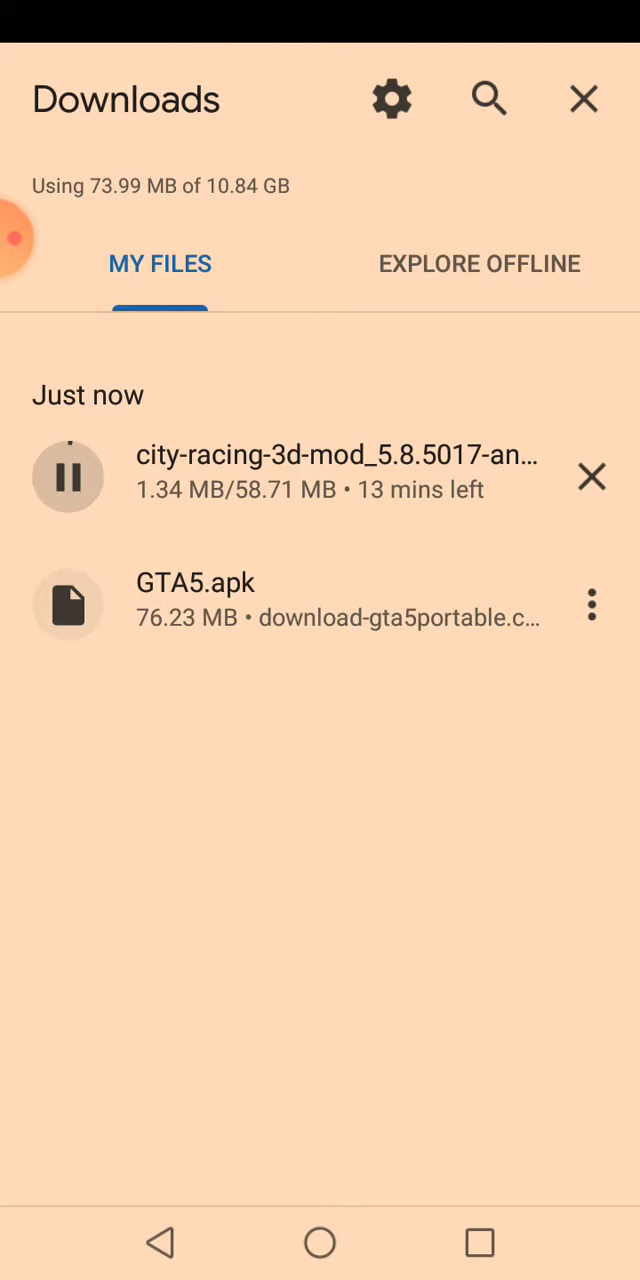 Downloads
Using 73.99 MB of 10.84 GB
MY FILES
EXPLORE OFFLINE
Just now
city-racing-3d-mod_5.8.5017-an...
1.34 MB/58.71 MB • 13 mins left
GTA5.apk
76.23 MB • download-gta5portable.c...